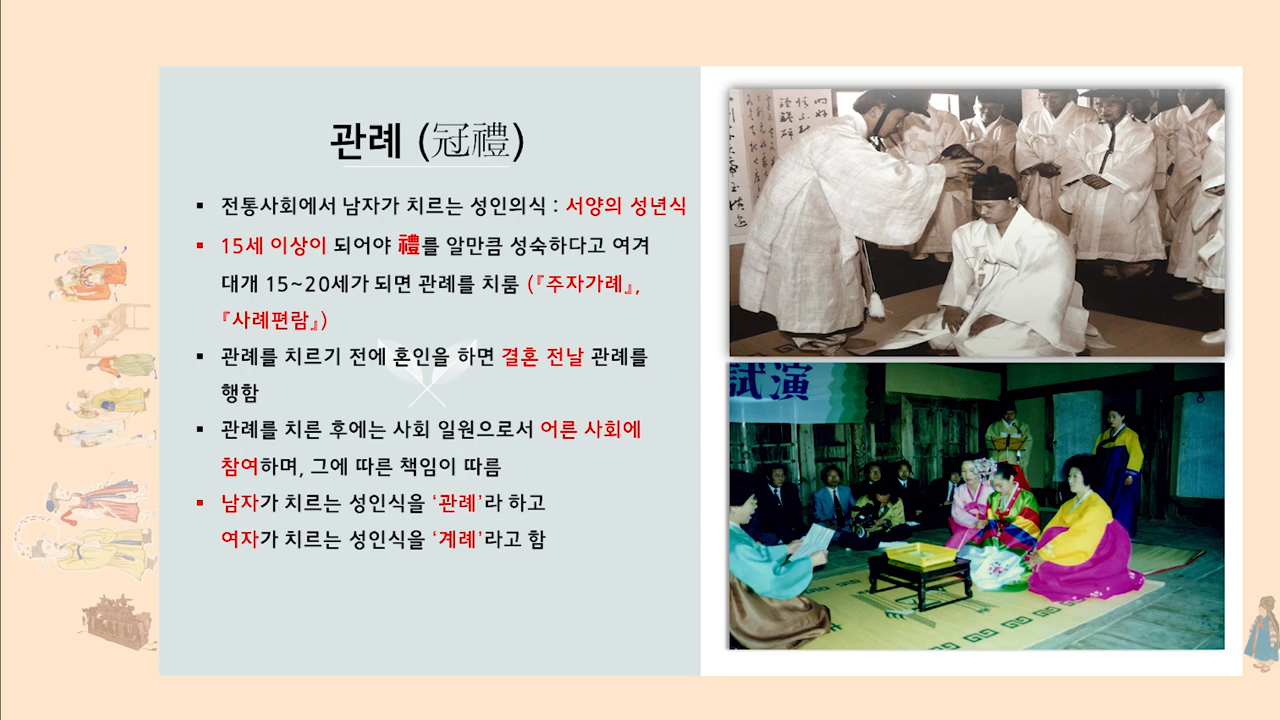 관례 (冠禮)
▪ 전통사회에서 남자가 치르는 성인의식 : 서양의 성년식
▪ 15세 이상이 되어야 禮를 알만큼 성숙하다고 여겨
대개 15~20세가 되면 관례를 치룸 (『주자가례』,
『사례편람』)
▪ 관례를 치르기 전에 혼인을 하면 결혼 전날 관례를
행함
▪ 관례를 치른 후에는 사회 일원으로서 어른 사회에
참여하며, 그에 따른 책임이 따름
▪ 남자가 치르는 성인식을 ‘관례’라 하고
여자가 치르는 성인식을 ‘계례’라고 함
試演